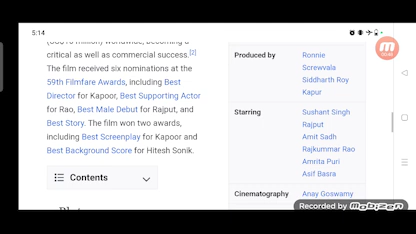 5:14
critical as well as commercial success.[2]
The film received six nominations at the
59th Filmfare Awards, including Best
Director for Kapoor, Best Supporting Actor
for Rao, Best Male Debut for Rajput, and
Best Story. The film won two awards,
including Best Screenplay for Kapoor and
Best Background Score for Hitesh Sonik.
Contents
Produced by
Ronnie
Screwvala
Siddharth Roy
Kapur
Starring
Sushant Singh
Rajput
Amit Sadh
Rajkummar Rao
Amrita Puri
Asif Basra
Cinematography
Anay Goswamy
Recorded by mobizen